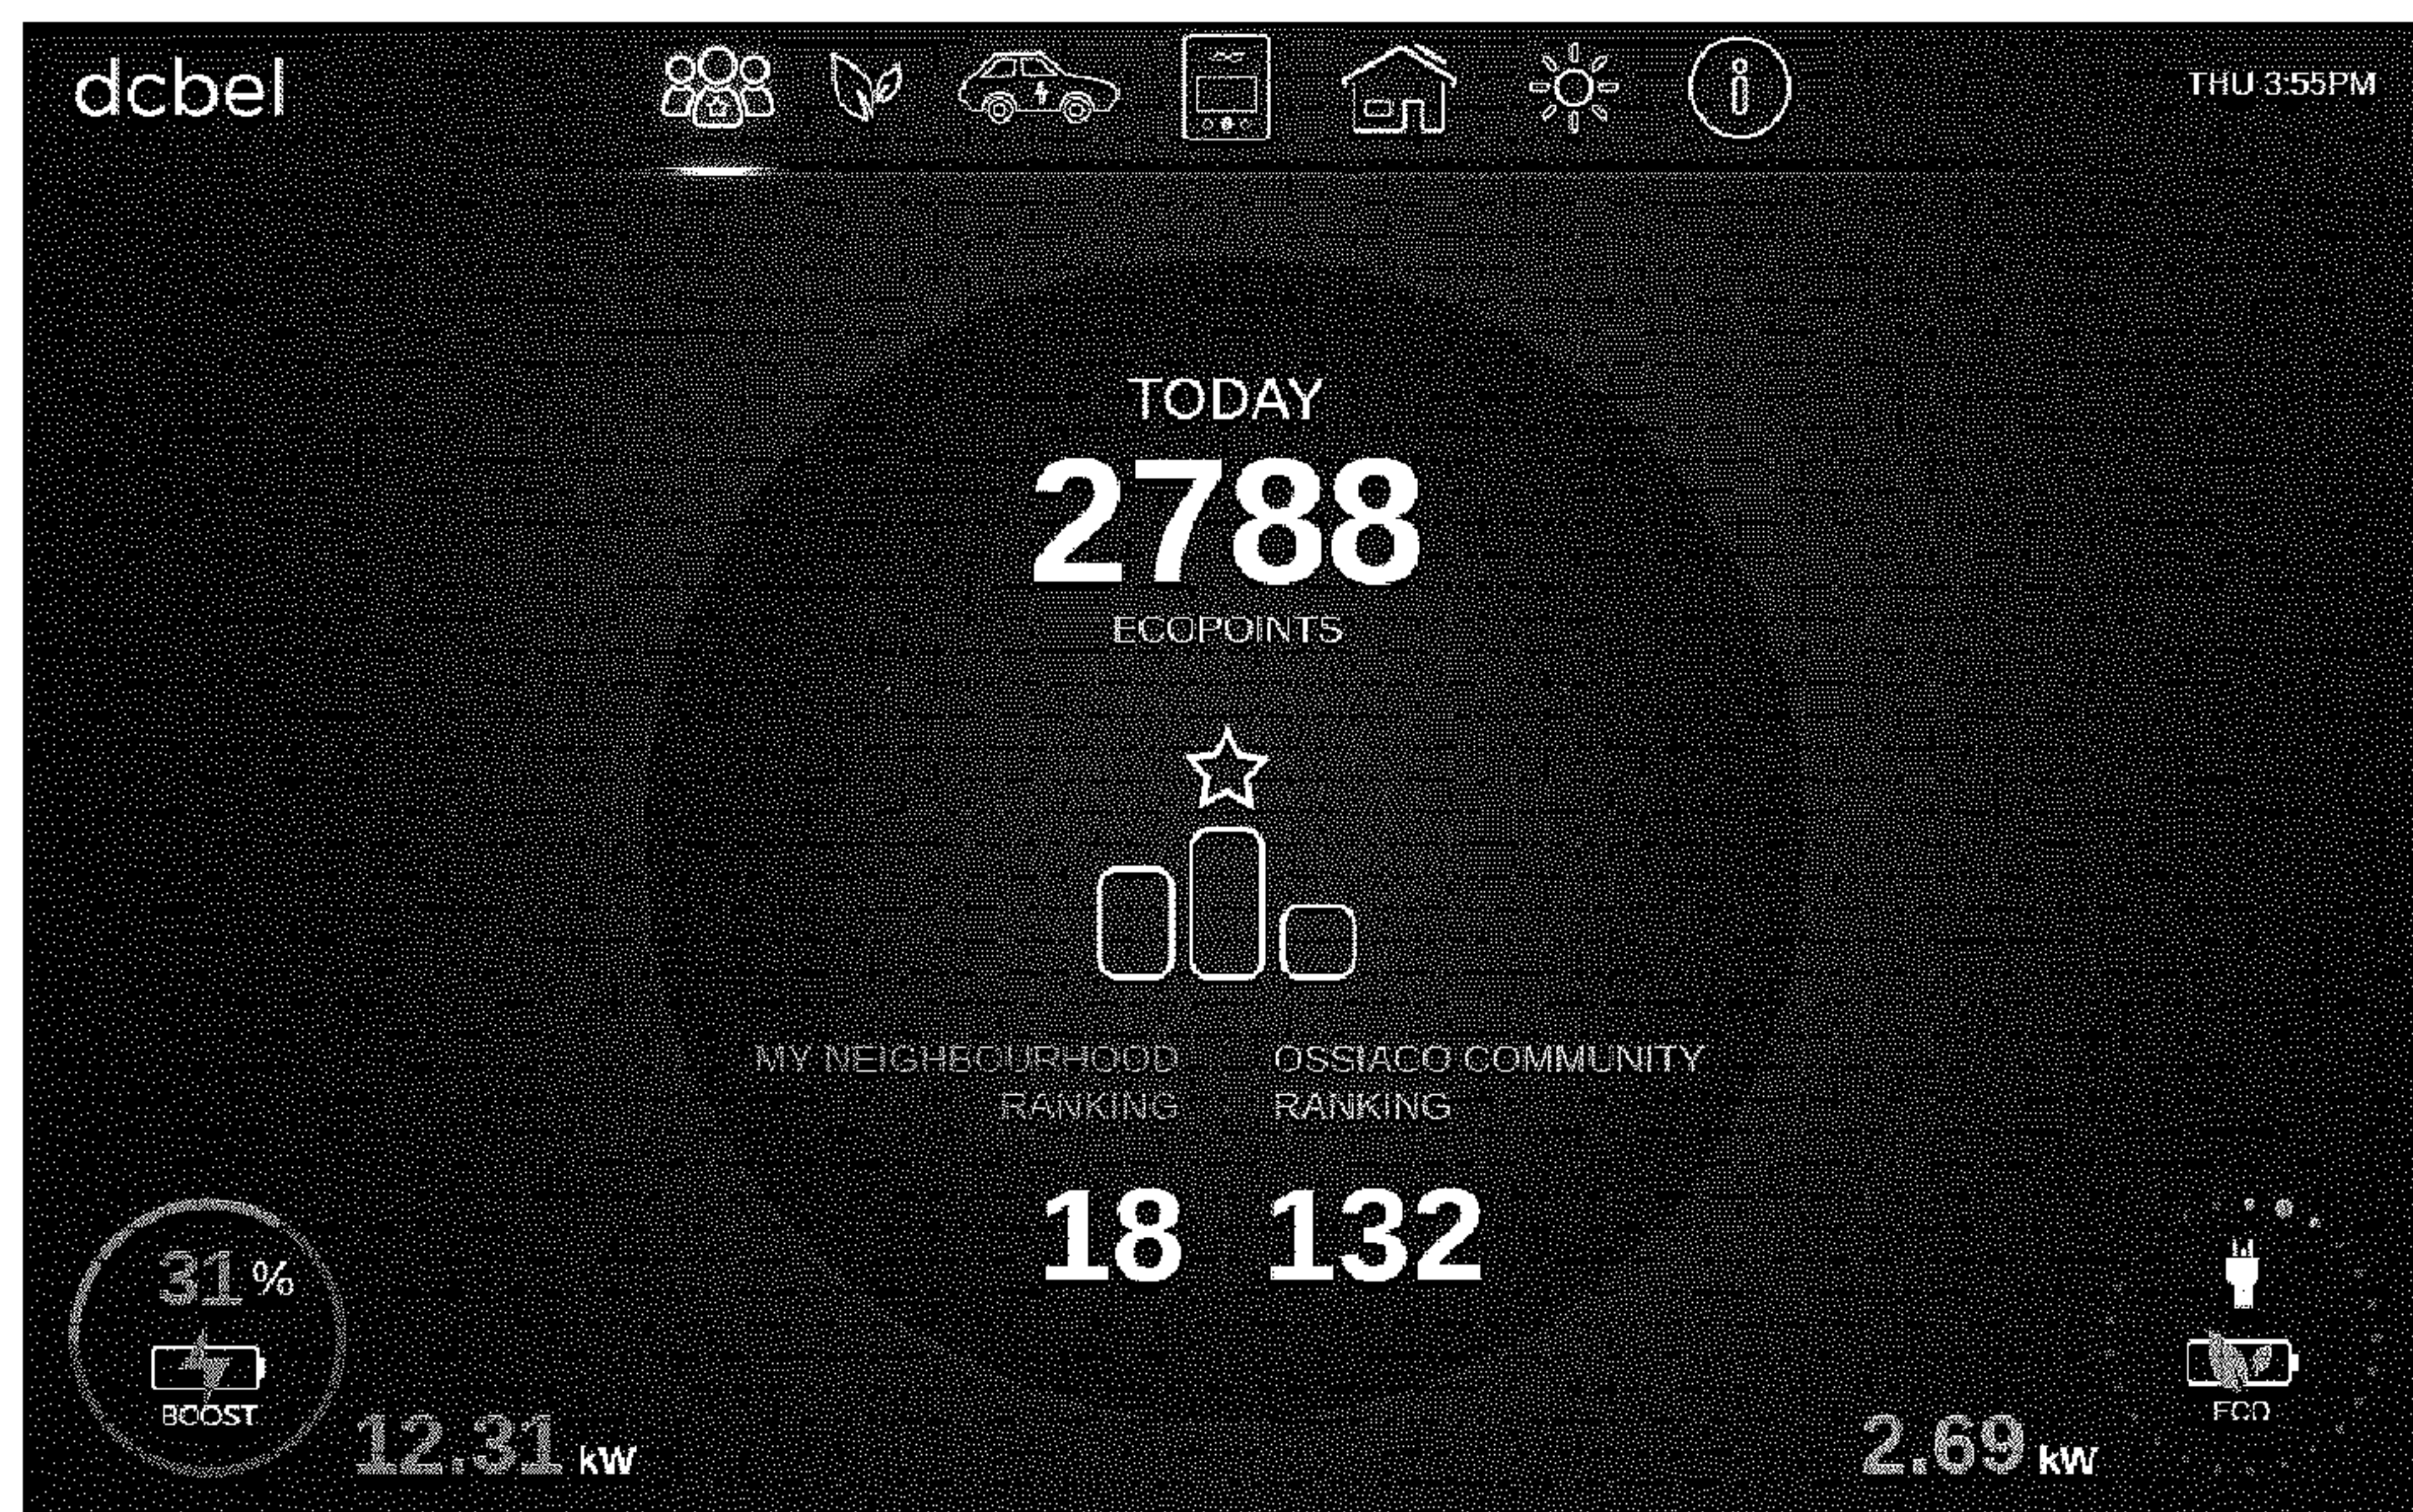 dcbel
THU 3:55PM
TODAY
2788
ECOPOINTS
MY NEIGHBOURHOOD
RANKING
OSSIACO COMMUNITY
RANKING
18
132
31%
BOOST
12.31 kW
ECO
2.69 kW